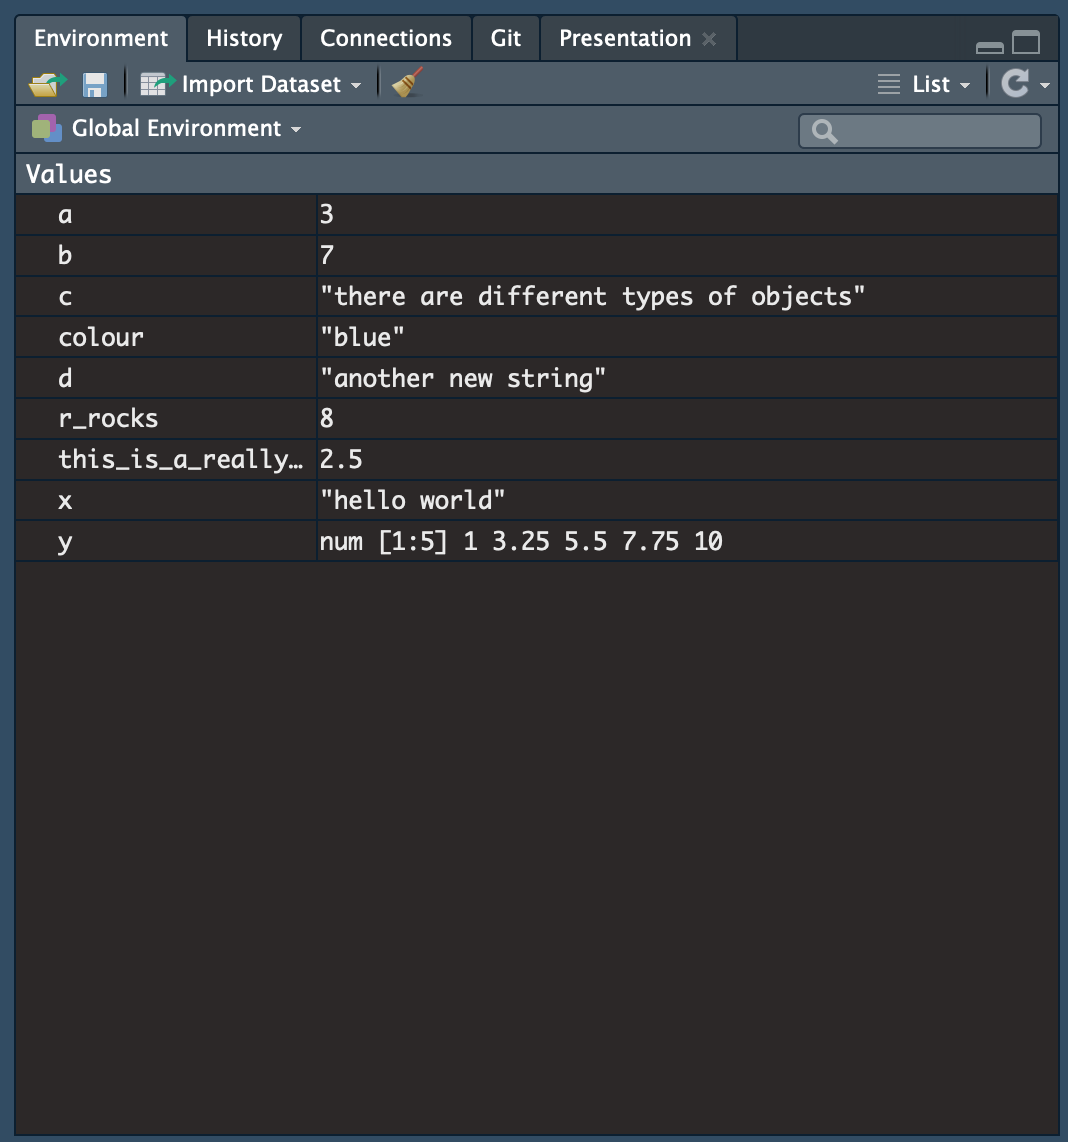 Environment History Connections Git Presentation
Import Dataset List
Global Environment
Values
a 3
b 7
c "there are different types of objects"
colour "blue"
d "another new string"
r_rocks 8
this_is_a_really… 2.5
x "hello world"
y num [1:5] 1 3.25 5.5 7.75 10